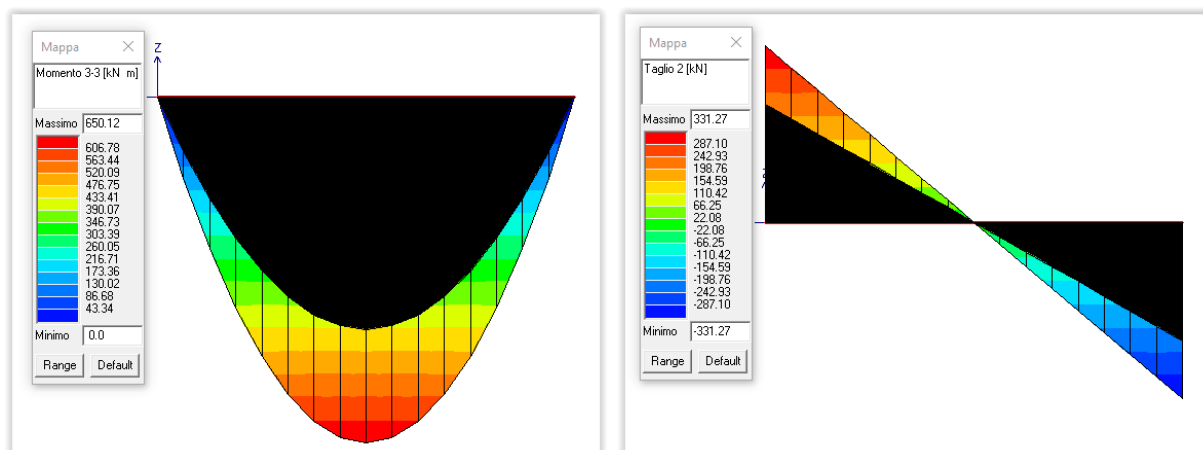 Mappa
Momento 3-3 [kN m]
Massimo 650.12
606.78
563.44
520.09
476.75
433.41
390.07
346.73
303.39
260.05
216.71
173.36
130.02
86.68
43.34
Minimo 0.0
Range Default
Z
Mappa
Taglio 2 [kN]
Massimo 331.27
287.10
242.93
198.76
154.59
110.42
66.25
22.08
-22.08
-66.25
-110.42
-154.59
-198.76
-242.93
-287.10
Minimo -331.27
Range Default